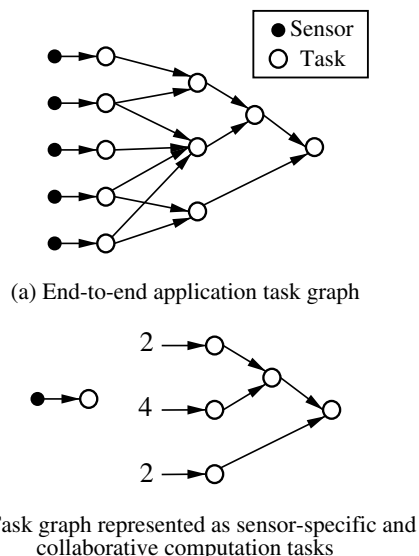 Sensor
Task
(a) End-to-end application task graph
2
4
2
graph represented as sensor-specific and
collaborative computation tasks